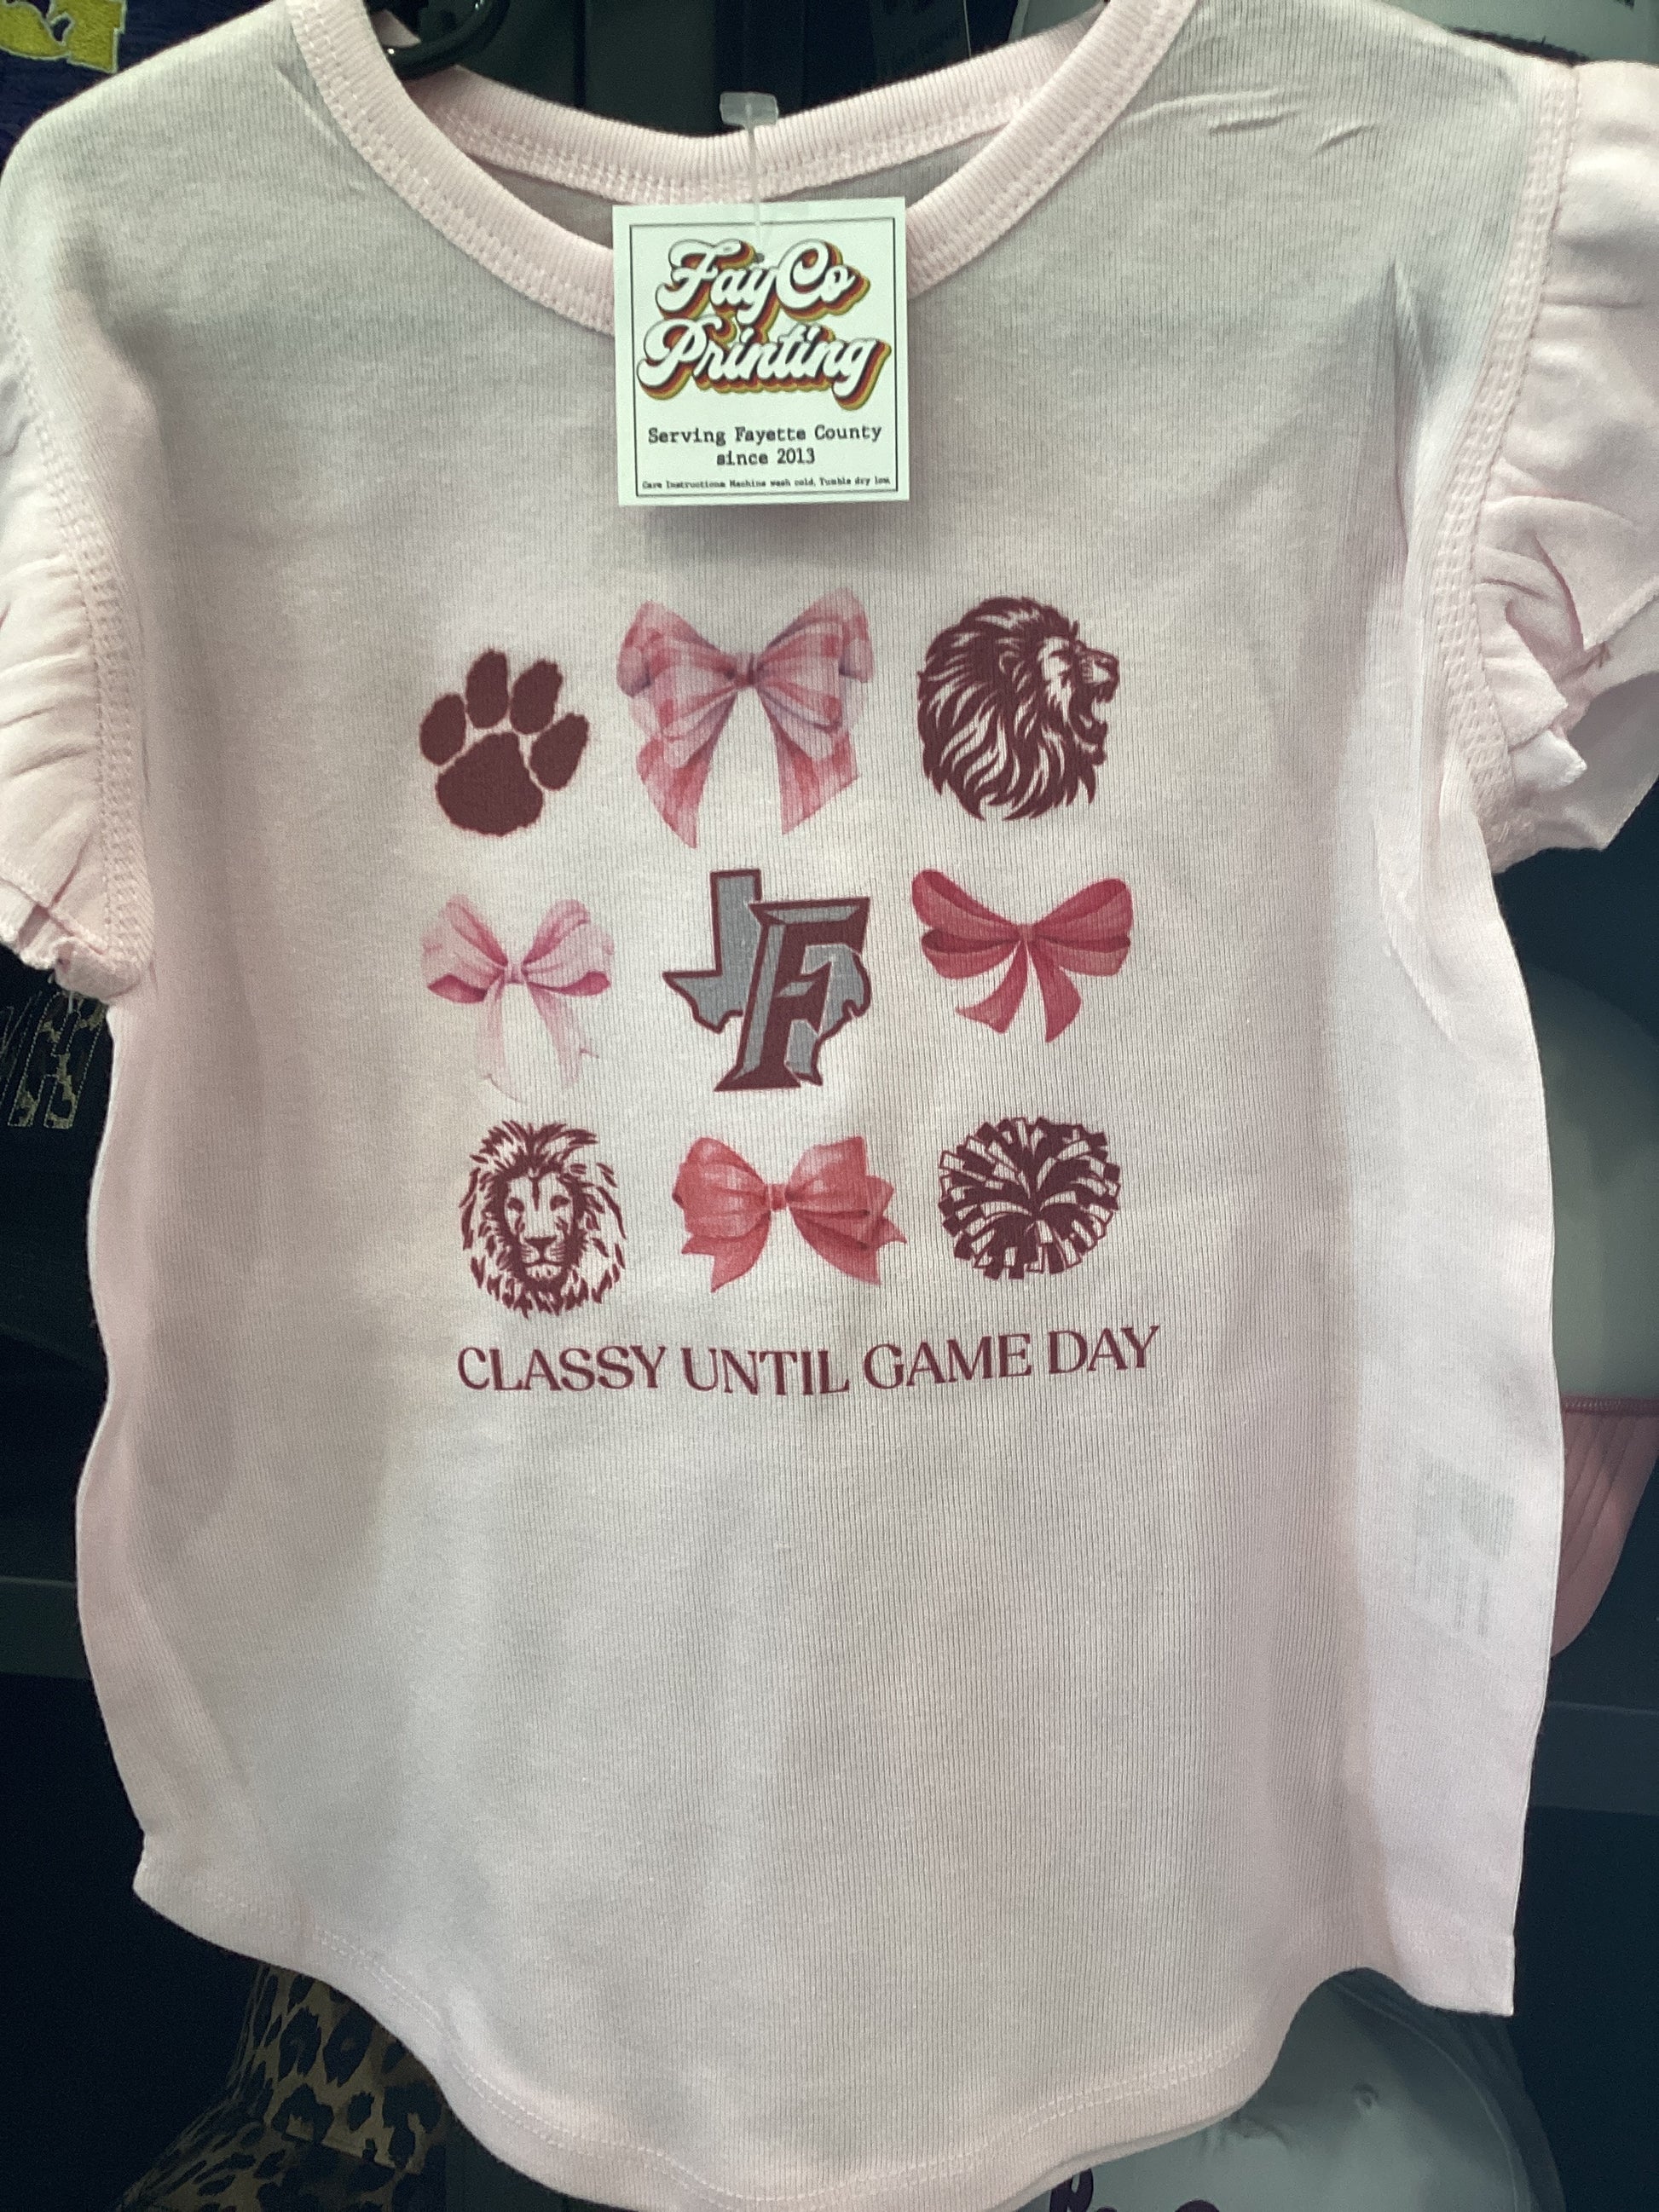 FayCo
Printing
Serving Fayette County
since 2013
Care Instructions Machine wash cold, Tumble dry low
F
CLASSY UNTIL GAME DAY